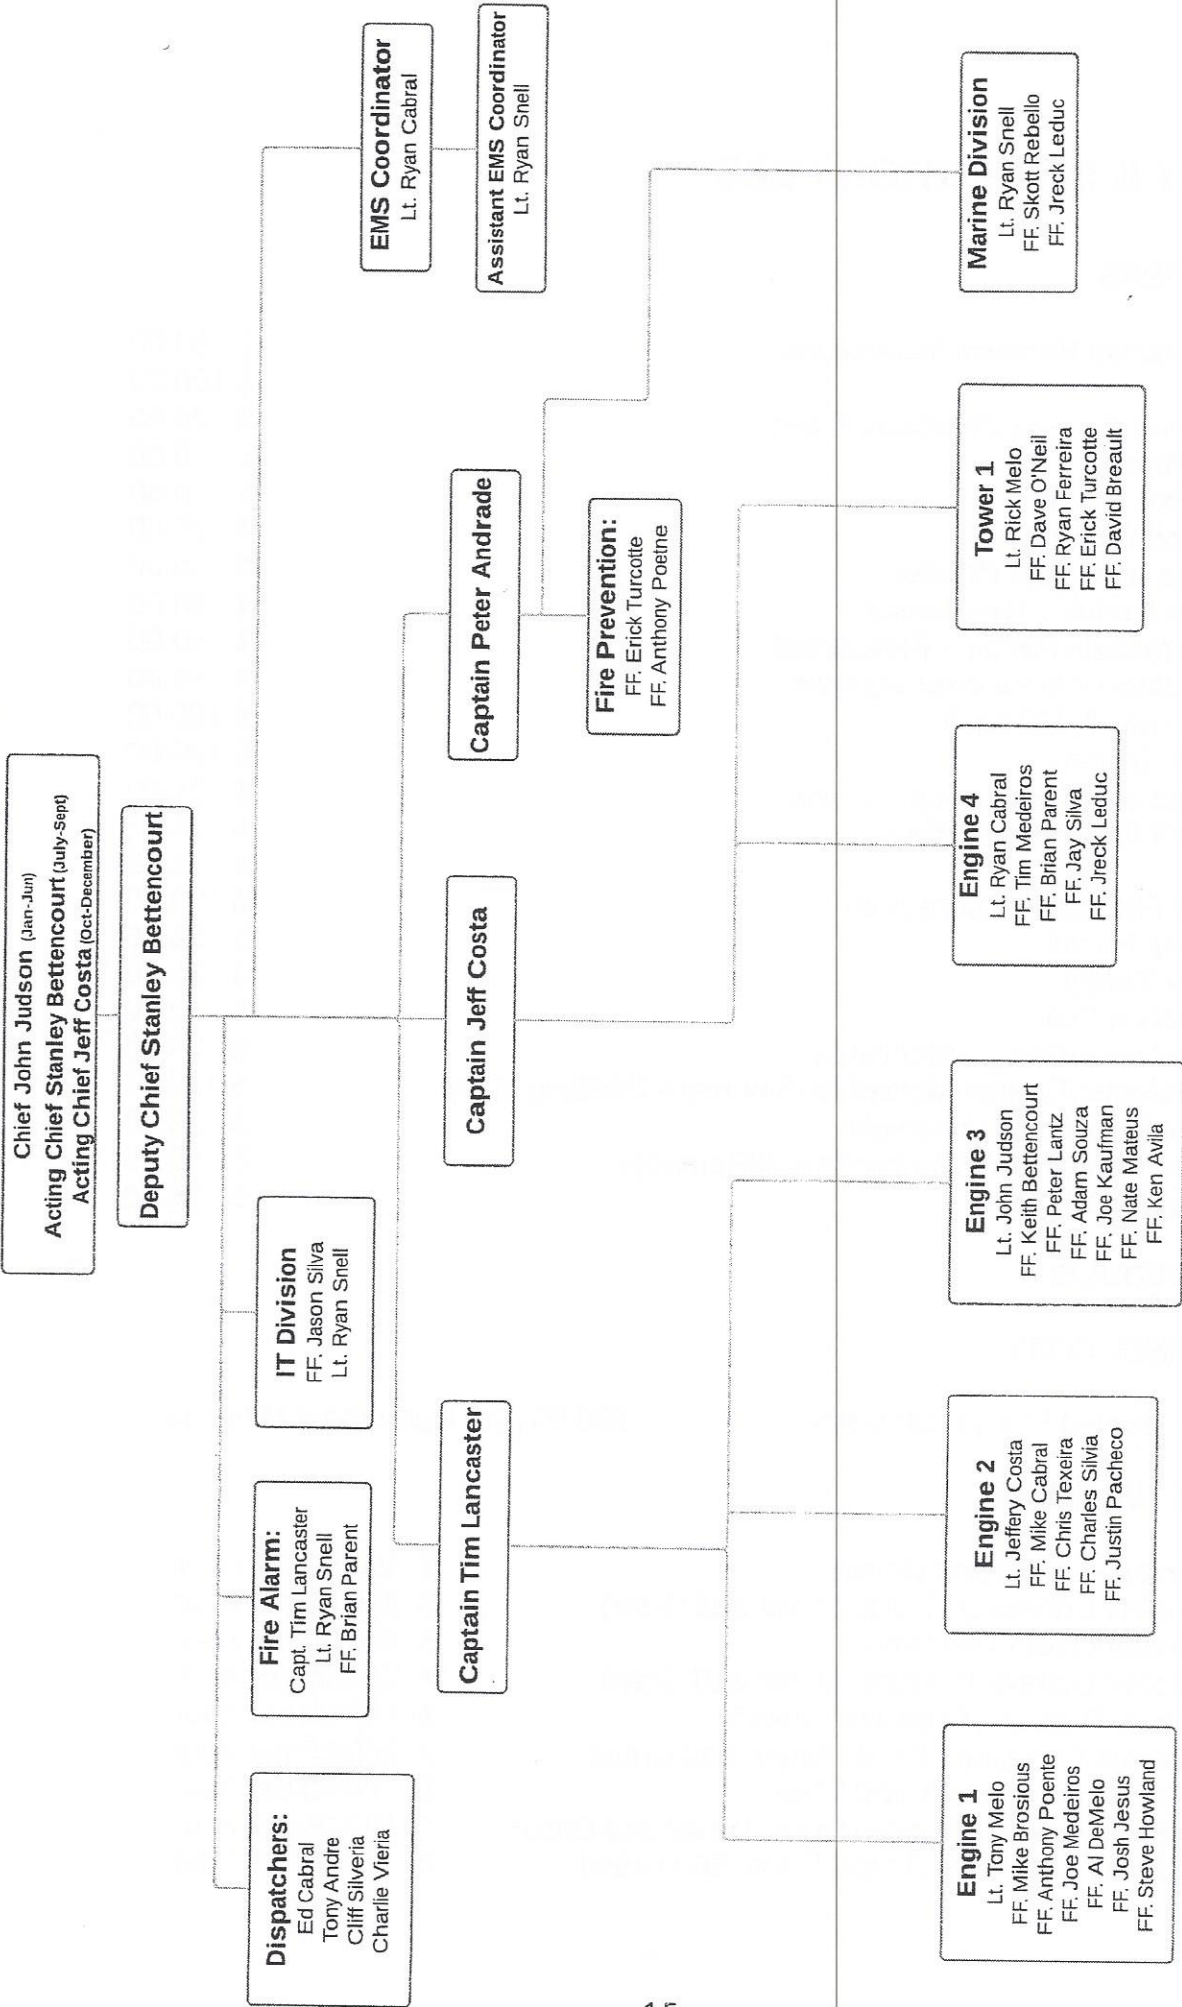 Chief John Judson (Jan-Jun)
Acting Chief Stanley Bettencourt (July-Sept)
Acting Chief Jeff Costa (Oct-December)
Deputy Chief Stanley Bettencourt
Dispatchers:
Ed Cabral
Tony Andre
Cliff Silveria
Charlie Vieria
Fire Alarm:
Capt. Tim Lancaster
Lt. Ryan Snell
FF. Brian Parent
IT Division
FF. Jason Silva
Lt. Ryan Snell
EMS Coordinator
Lt. Ryan Cabral
Assistant EMS Coordinator
Lt. Ryan Snell
Captain Tim Lancaster
Captain Jeff Costa
Captain Peter Andrade
Fire Prevention:
FF. Erick Turcotte
FF. Anthony Poetne
Engine 1
Lt. Tony Melo
FF. Mike Brosious
FF. Anthony Poente
FF. Joe Medeiros
FF. Al DeMelo
FF. Josh Jesus
FF. Steve Howland
Engine 2
Lt. Jeffery Costa
FF. Mike Cabral
FF. Chris Texeira
FF. Charles Silvia
FF. Justin Pacheco
Engine 3
Lt. John Judson
FF. Keith Bettencourt
FF. Peter Lantz
FF. Adam Souza
FF. Joe Kaufman
FF. Nate Mateus
FF. Ken Avila
Engine 4
Lt. Ryan Cabral
FF. Tim Medeiros
FF. Brian Parent
FF. Jay Silva
FF. Jreck Leduc
Tower 1
Lt. Rick Melo
FF. Dave O'Neil
FF. Ryan Ferreira
FF. Erick Turcotte
FF. David Breault
Marine Division
Lt. Ryan Snell
FF. Skott Rebello
FF. Jreck Leduc